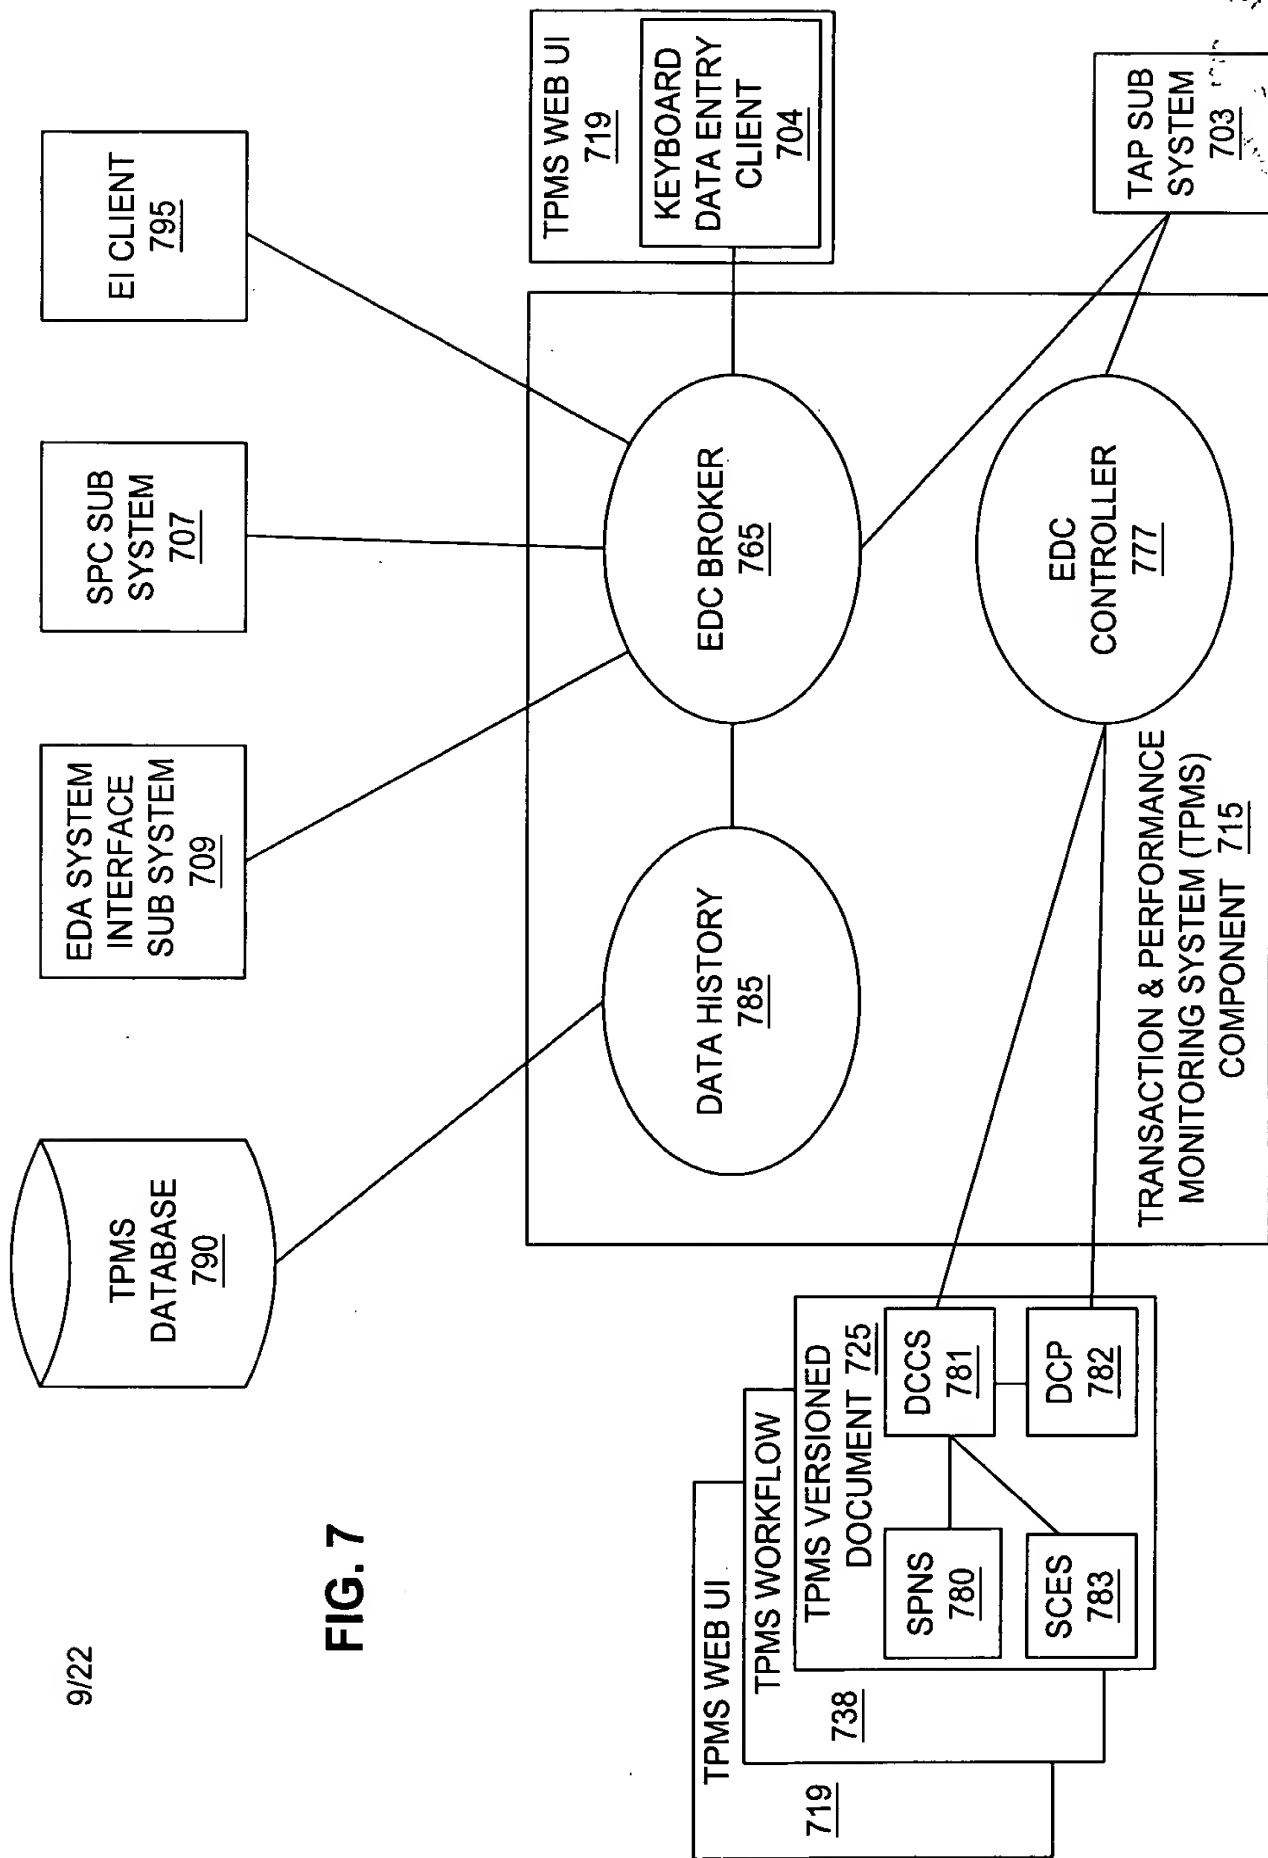 9/22
FIG. 7
TPMS
DATABASE
790
EDA SYSTEM
INTERFACE
SUB SYSTEM
709
SPC SUB
SYSTEM
707
EI CLIENT
795
TPMS WEB UI
719
KEYBOARD
DATA ENTRY
CLIENT
704
TAP SUB
SYSTEM
703
DATA HISTORY
785
EDC BROKER
765
EDC
CONTROLLER
777
TRANSACTION & PERFORMANCE
MONITORING SYSTEM (TPMS)
COMPONENT 715
TPMS WEB UI
719
TPMS WORKFLOW
738
TPMS VERSIONED
DOCUMENT 725
SPNS
780
DCCS
781
SCES
783
DCP
782